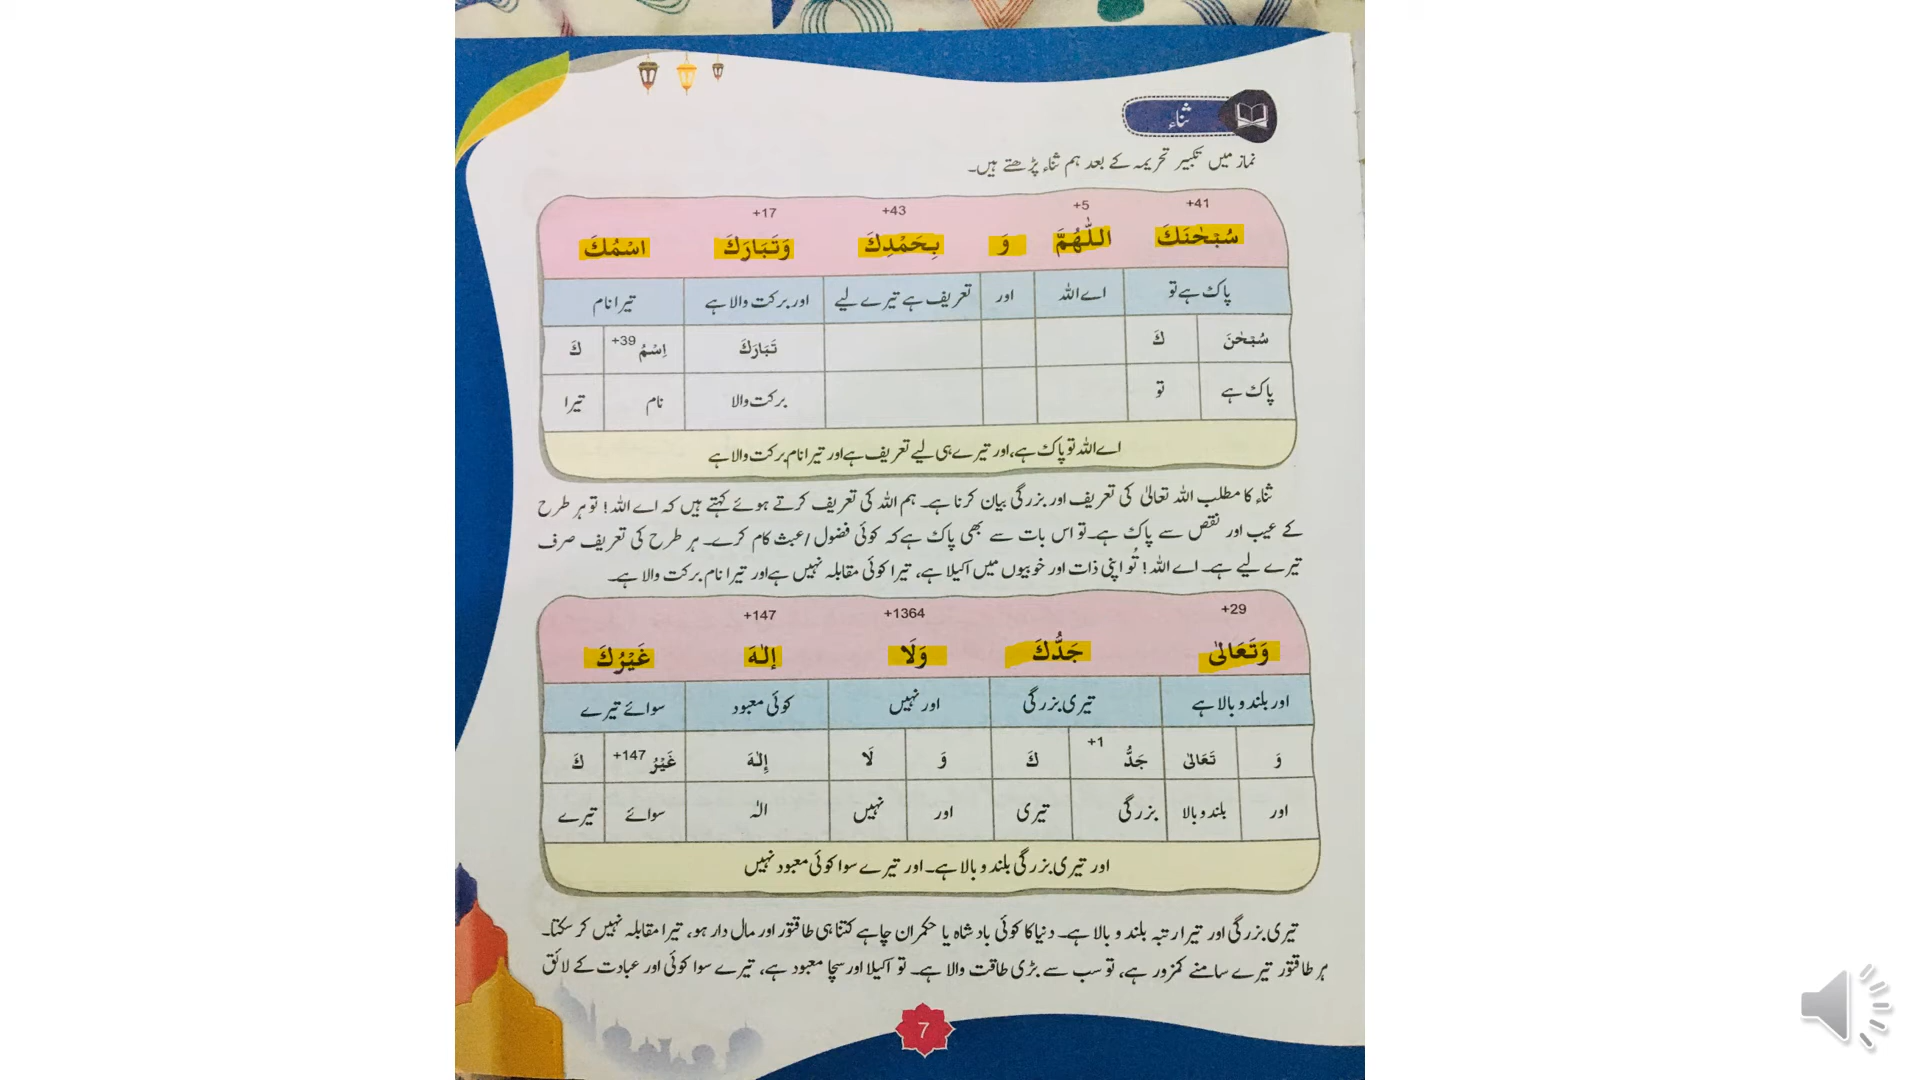 ثناء
نماز میں تکبیر تحریمہ کے بعد ہم ثناء پڑھتے ہیں۔
+41 +5 +43 +17
سُبْحٰنَكَ اللّٰهُمَّ وَ بِحَمْدِكَ وَتَبَارَكَ اسْمُكَ
پاک ہے تو اے اللہ اور تعریف ہے تیرے لیے اور برکت والا ہے تیرا نام
سُبْحٰنَ كَ تَبَارَكَ اِسْمُ +39 كَ
پاک ہے تو برکت والا نام تیرا
اے اللہ تو پاک ہے، اور تیرے ہی لیے تعریف ہے اور تیرا نام برکت والا ہے
ثناء کا مطلب اللہ تعالیٰ کی تعریف اور بزرگی بیان کرنا ہے۔ ہم اللہ کی تعریف کرتے ہوئے کہتے ہیں کہ اے اللہ! تو ہر طرح
کے عیب اور نقص سے پاک ہے۔ تو اس بات سے بھی پاک ہے کہ کوئی فضول/عبث کام کرے۔ ہر طرح کی تعریف صرف
تیرے لیے ہے۔ اے اللہ! تُو اپنی ذات اور خوبیوں میں اکیلا ہے، تیرا کوئی مقابلہ نہیں ہے اور تیرا نام برکت والا ہے۔
+29 +1364 +147
وَتَعَالٰى جَدُّكَ وَلَا اِلٰهَ غَيْرُكَ
اور بلند و بالا ہے تیری بزرگی اور نہیں کوئی معبود سوائے تیرے
وَ تَعَالٰى جَدُّ +1 كَ وَ لَا اِلٰهَ غَيْرُ +147 كَ
اور بلند و بالا بزرگی تیری اور نہیں الٰہ سوائے تیرے
اور تیری بزرگی بلند و بالا ہے۔ اور تیرے سوا کوئی معبود نہیں
تیری بزرگی اور تیرا رتبہ بلند و بالا ہے۔ دنیا کا کوئی بادشاہ یا حکمران چاہے کتنا ہی طاقتور اور مال دار ہو، تیرا مقابلہ نہیں کر سکتا۔
ہر طاقتور تیرے سامنے کمزور ہے، تو سب سے بڑی طاقت والا ہے۔ تو اکیلا اور سچا معبود ہے، تیرے سوا کوئی اور عبادت کے لائق
7